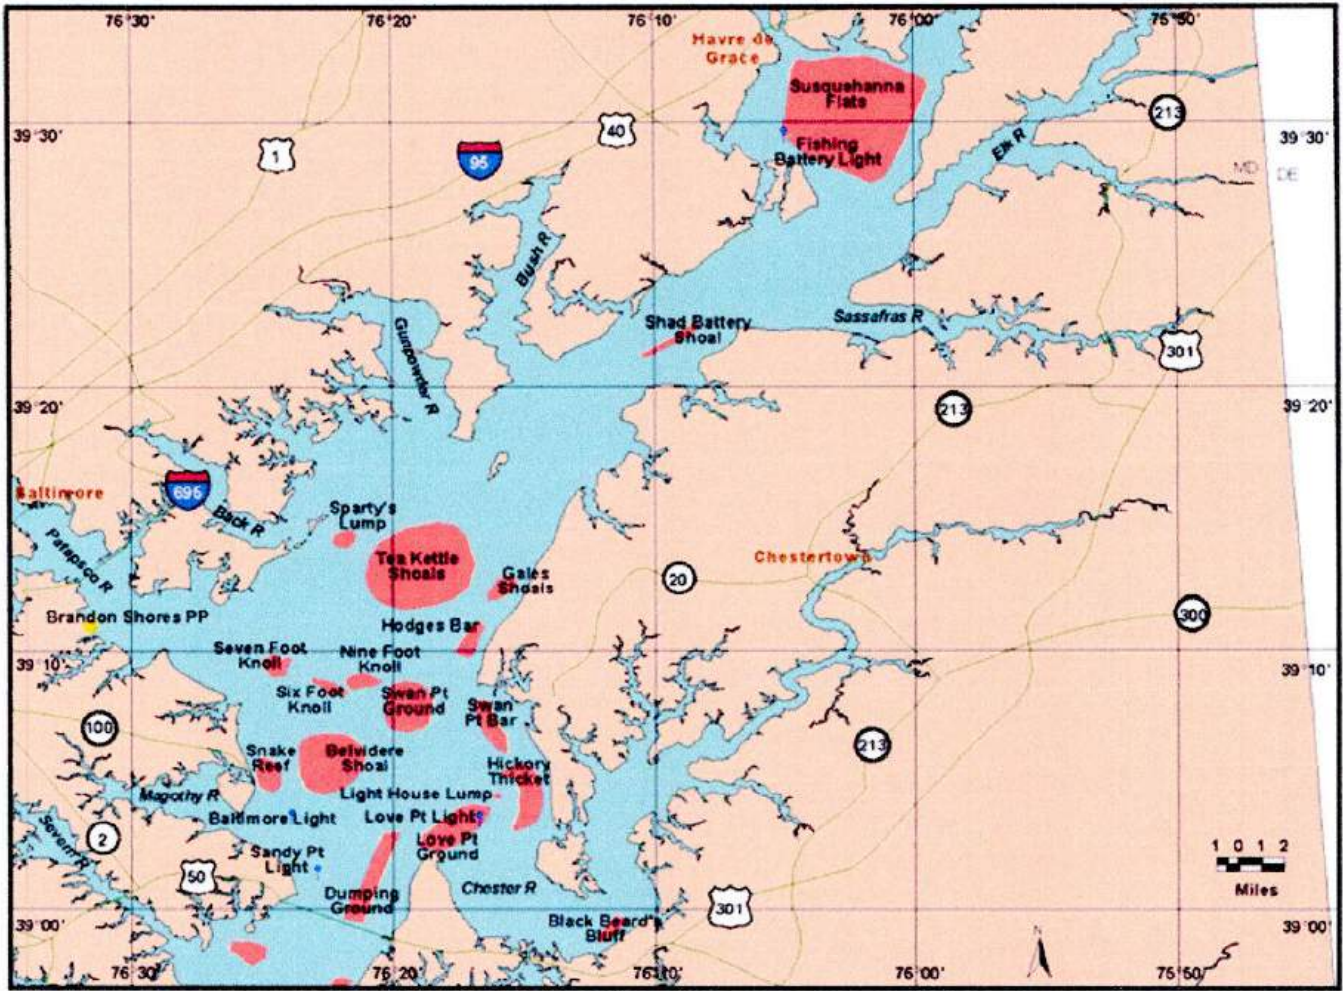 76°30'
76°20'
76°10'
76°00'
75°50'
Havre de
Grace
Susquehanna
Flats
213
39°30'
40
1
95
Fishing
Battery Light
Elk R
39°30'
MD
DE
Bush R
Gunpowder R
Shad Battery
Shoal
Sassafras R
301
39°20'
213
39°20'
695
Baltimore
Back R
Sparty's
Lump
Patapsco R
Tea Kettle
Shoals
Gales
Shoals
Chestertown
20
Brandon Shores PP
Hodges Bar
300
Seven Foot
Knoll
Nine Foot
Knoll
39°10'
39°10'
Six Foot
Knoll
Swan Pt
Ground
Swan
Pt Bar
100
213
Snake
Reef
Belvidere
Shoal
Hickory
Thicket
Magothy R
Light House Lump
Baltimore Light
Love Pt Light
Severn R
2
Love Pt
Ground
Sandy Pt
Light
50
Chester R
Dumping
Ground
1 0 1 2
Miles
301
Black Beard's
Bluff
39°00'
39°00'
N
76°30'
76°20'
76°10'
76°00'
75°50'